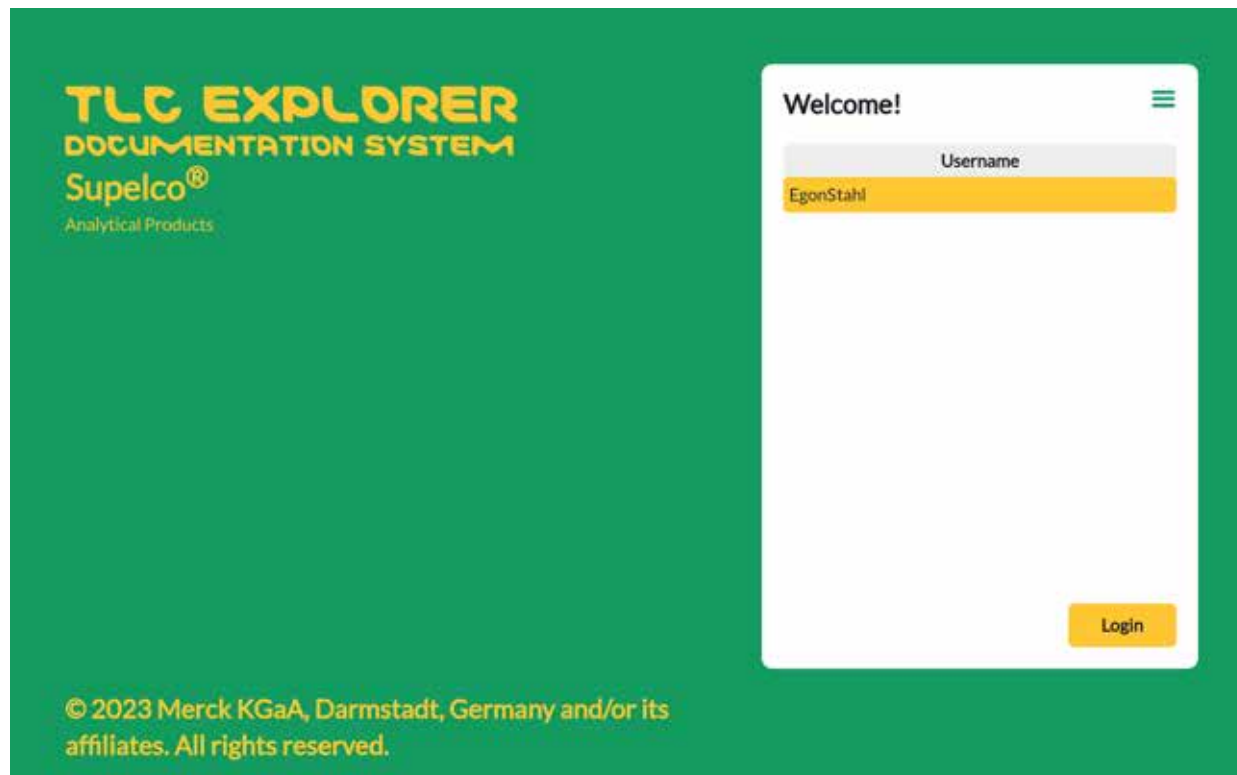 TLC EXPLORER
DOCUMENTATION SYSTEM
Supelco®
Analytical Products
Welcome!
Username
EgonStahl
Login
© 2023 Merck KGaA, Darmstadt, Germany and/or its
affiliates. All rights reserved.